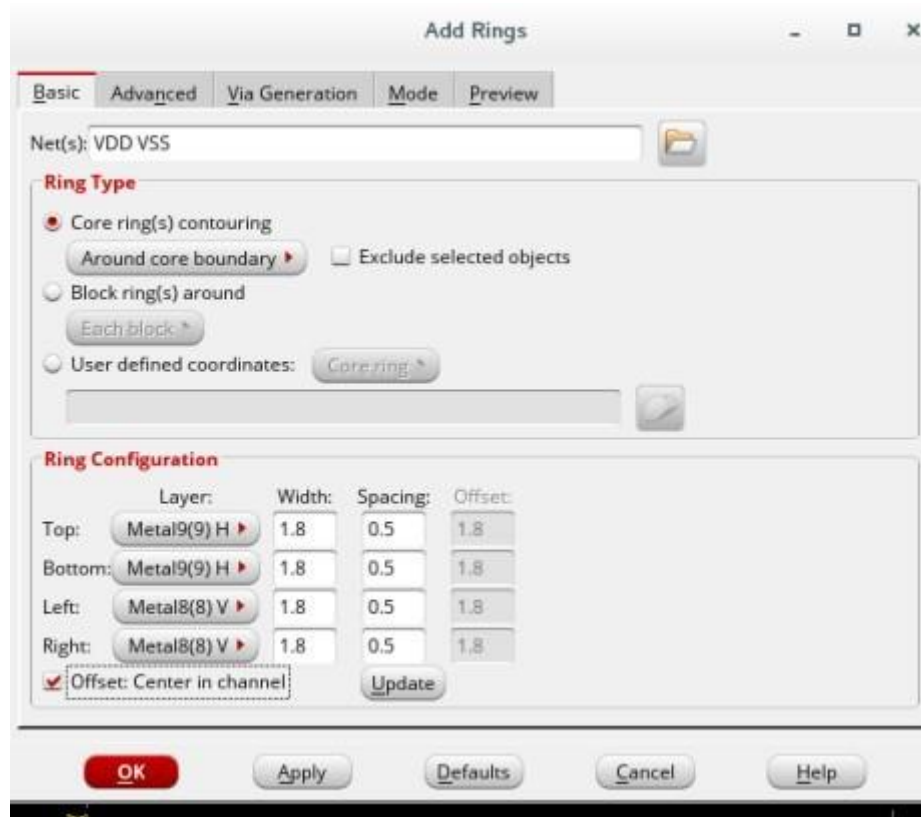 Add Rings
Basic Advanced Via Generation Mode Preview
Net(s): VDD VSS
Ring Type
Core ring(s) contouring
Around core boundary Exclude selected objects
Block ring(s) around
Each block
User defined coordinates: Core ring
Ring Configuration
Layer: Width: Spacing: Offset:
Top: Metal9(9) H 1.8 0.5 1.8
Bottom: Metal9(9) H 1.8 0.5 1.8
Left: Metal8(8) V 1.8 0.5 1.8
Right: Metal8(8) V 1.8 0.5 1.8
Offset: Center in channel Update
OK Apply Defaults Cancel Help